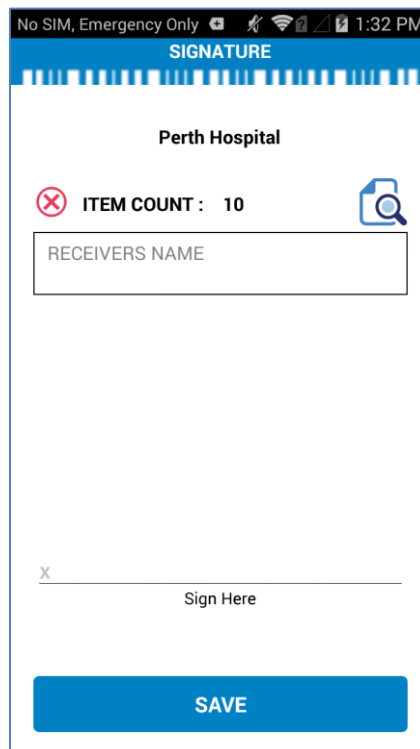 No SIM, Emergency Only 1:32 PM
SIGNATURE
Perth Hospital
ITEM COUNT : 10
RECEIVERS NAME
X
Sign Here
SAVE